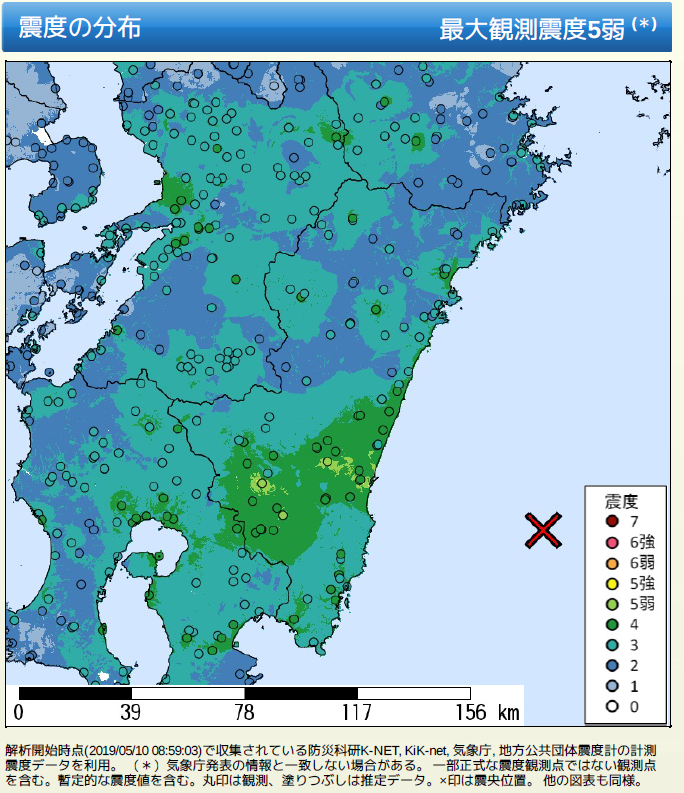 震度の分布
最大観測震度5弱 (*)
震度
7
6強
6弱
5強
5弱
4
3
2
1
0
0 39 78 117 156 km
解析開始時点(2019/05/10 08:59:03)で収集されている防災科研K-NET, KiK-net, 気象庁, 地方公共団体震度計の計測
震度データを利用。 （＊）気象庁発表の情報と一致しない場合がある。 一部正式な震度観測点ではない観測点
を含む。暫定的な震度値を含む。丸印は観測、塗りつぶしは推定データ。×印は震央位置。 他の図表も同様。